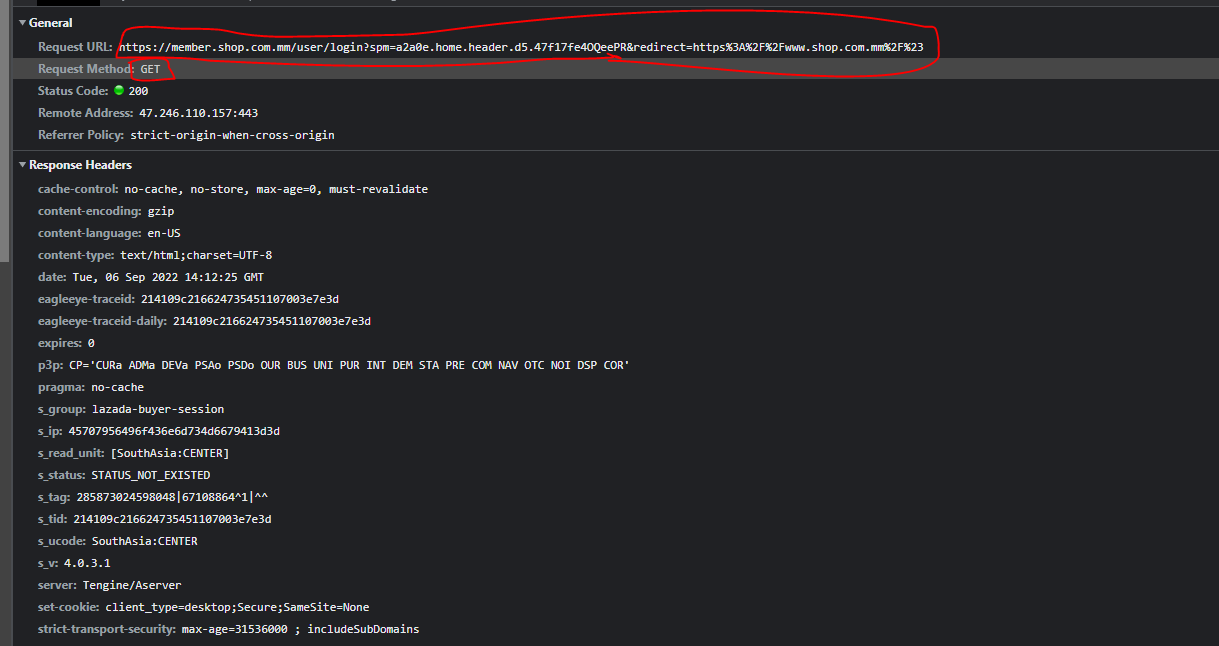 General
Request URL: https://member.shop.com.mm/user/login?spm=a2a0e.home.header.d5.47f17fe4OQeePR&redirect=https%3A%2F%2Fwww.shop.com.mm%2F%23
Request Method: GET
Status Code: 200
Remote Address: 47.246.110.157:443
Referrer Policy: strict-origin-when-cross-origin
Response Headers
cache-control: no-cache, no-store, max-age=0, must-revalidate
content-encoding: gzip
content-language: en-US
content-type: text/html;charset=UTF-8
date: Tue, 06 Sep 2022 14:12:25 GMT
eagleeye-traceid: 214109c216624735451107003e7e3d
eagleeye-traceid-daily: 214109c216624735451107003e7e3d
expires: 0
p3p: CP='CURa ADMa DEVa PSAo PSDo OUR BUS UNI PUR INT DEM STA PRE COM NAV OTC NOI DSP COR'
pragma: no-cache
s_group: lazada-buyer-session
s_ip: 45707956496f436e6d734d6679413d3d
s_read_unit: [SouthAsia:CENTER]
s_status: STATUS_NOT_EXISTED
s_tag: 285873024598048|67108864^1|^^
s_tid: 214109c216624735451107003e7e3d
s_ucode: SouthAsia:CENTER
s_v: 4.0.3.1
server: Tengine/Aserver
set-cookie: client_type=desktop;Secure;SameSite=None
strict-transport-security: max-age=31536000 ; includeSubDomains